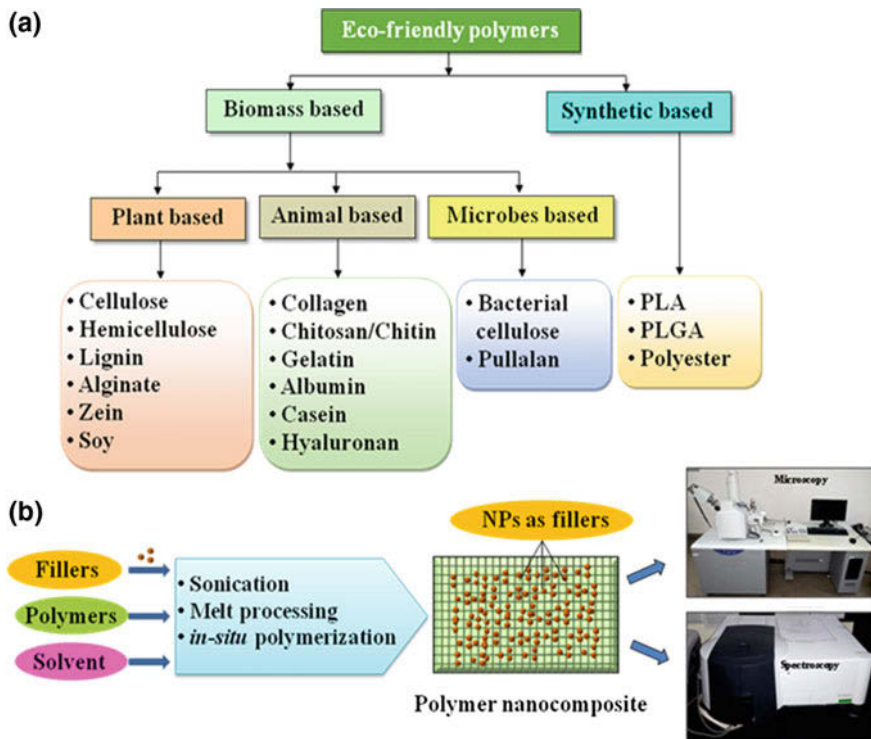 (a)
Eco-friendly polymers
Biomass based
Synthetic based
Plant based
Animal based
Microbes based
• Cellulose
• Hemicellulose
• Lignin
• Alginate
• Zein
• Soy
• Collagen
• Chitosan/Chitin
• Gelatin
• Albumin
• Casein
• Hyaluronan
• Bacterial
cellulose
• Pullalan
• PLA
• PLGA
• Polyester
(b)
Fillers
Polymers
Solvent
• Sonication
• Melt processing
• in-situ polymerization
NPs as fillers
Polymer nanocomposite
Microscopy
Spectroscopy